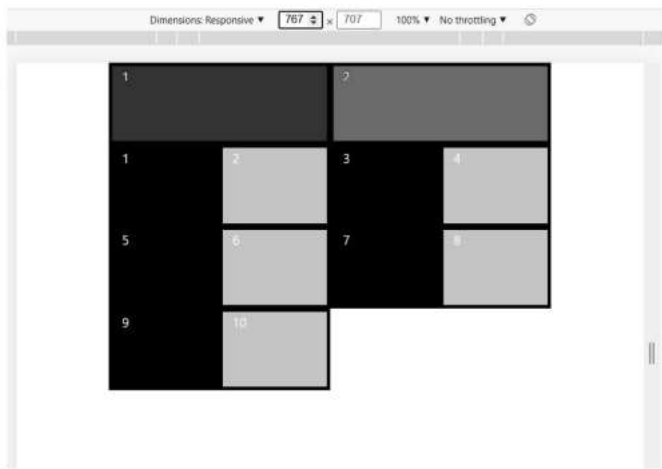 Dimensions: Responsive ▼ 767 × 707 100% ▼ No throttling ▼
1 2
1 2 3 4
5 6 7 8
9 10